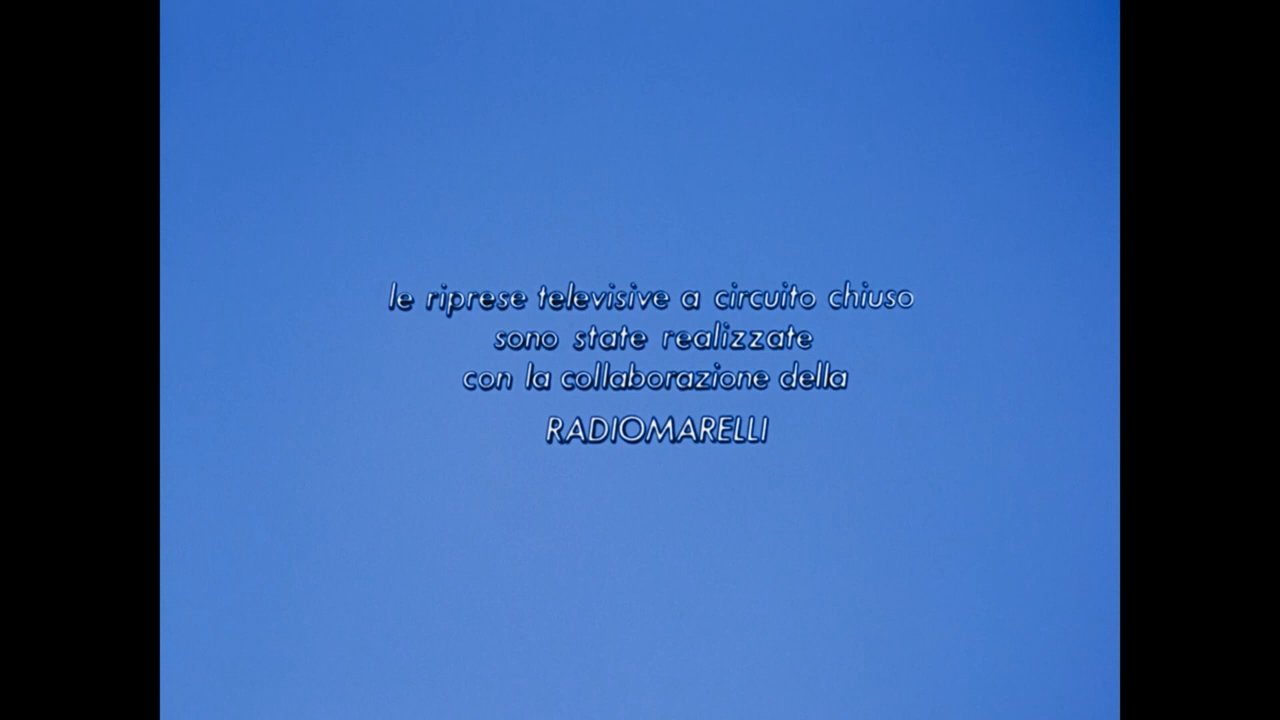 le riprese televisive a circuito chiuso
sono state realizzate
con la collaborazione della
RADIOMARELLI